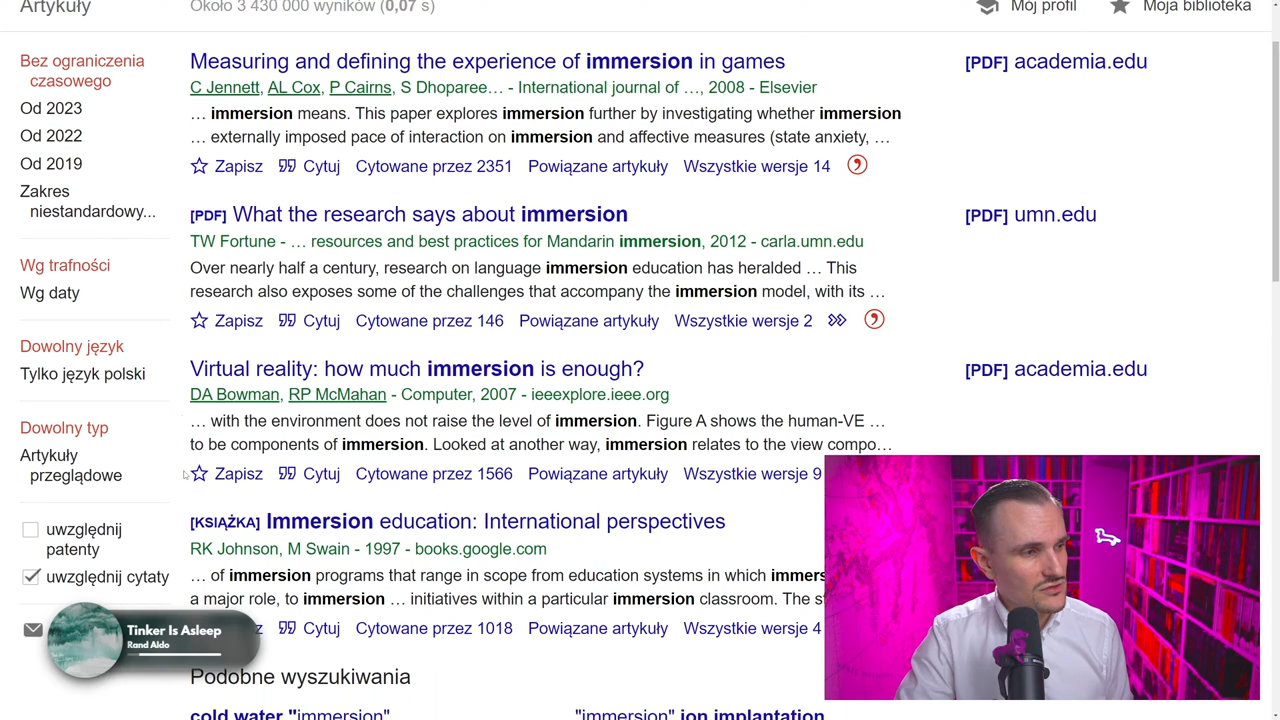 Artykuły
Około 3 430 000 wyników (0,07 s)
Mój profil
Moja biblioteka
Bez ograniczenia
czasowego
Od 2023
Od 2022
Od 2019
Zakres
niestandardowy...
Wg trafności
Wg daty
Dowolny język
Tylko język polski
Dowolny typ
Artykuły
przeglądowe
uwzględnij
patenty
uwzględnij cytaty
Measuring and defining the experience of immersion in games
C Jennett, AL Cox, P Cairns, S Dhoparee… - International journal of …, 2008 - Elsevier
… immersion means. This paper explores immersion further by investigating whether immersion
… externally imposed pace of interaction on immersion and affective measures (state anxiety, …
Zapisz Cytuj Cytowane przez 2351 Powiązane artykuły Wszystkie wersje 14
[PDF] academia.edu
[PDF] What the research says about immersion
TW Fortune - … resources and best practices for Mandarin immersion, 2012 - carla.umn.edu
Over nearly half a century, research on language immersion education has heralded … This
research also exposes some of the challenges that accompany the immersion model, with its …
Zapisz Cytuj Cytowane przez 146 Powiązane artykuły Wszystkie wersje 2
[PDF] umn.edu
Virtual reality: how much immersion is enough?
DA Bowman, RP McMahan - Computer, 2007 - ieeexplore.ieee.org
… with the environment does not raise the level of immersion. Figure A shows the human-VE …
to be components of immersion. Looked at another way, immersion relates to the view compo…
Zapisz Cytuj Cytowane przez 1566 Powiązane artykuły Wszystkie wersje 9
[PDF] academia.edu
[KSIĄŻKA] Immersion education: International perspectives
RK Johnson, M Swain - 1997 - books.google.com
… of immersion programs that range in scope from education systems in which immers
a major role, to immersion … initiatives within a particular immersion classroom. The s
z Cytuj Cytowane przez 1018 Powiązane artykuły Wszystkie wersje 4
Tinker Is Asleep
Rand Aldo
Podobne wyszukiwania
cold water "immersion"
"immersion" ion implantation